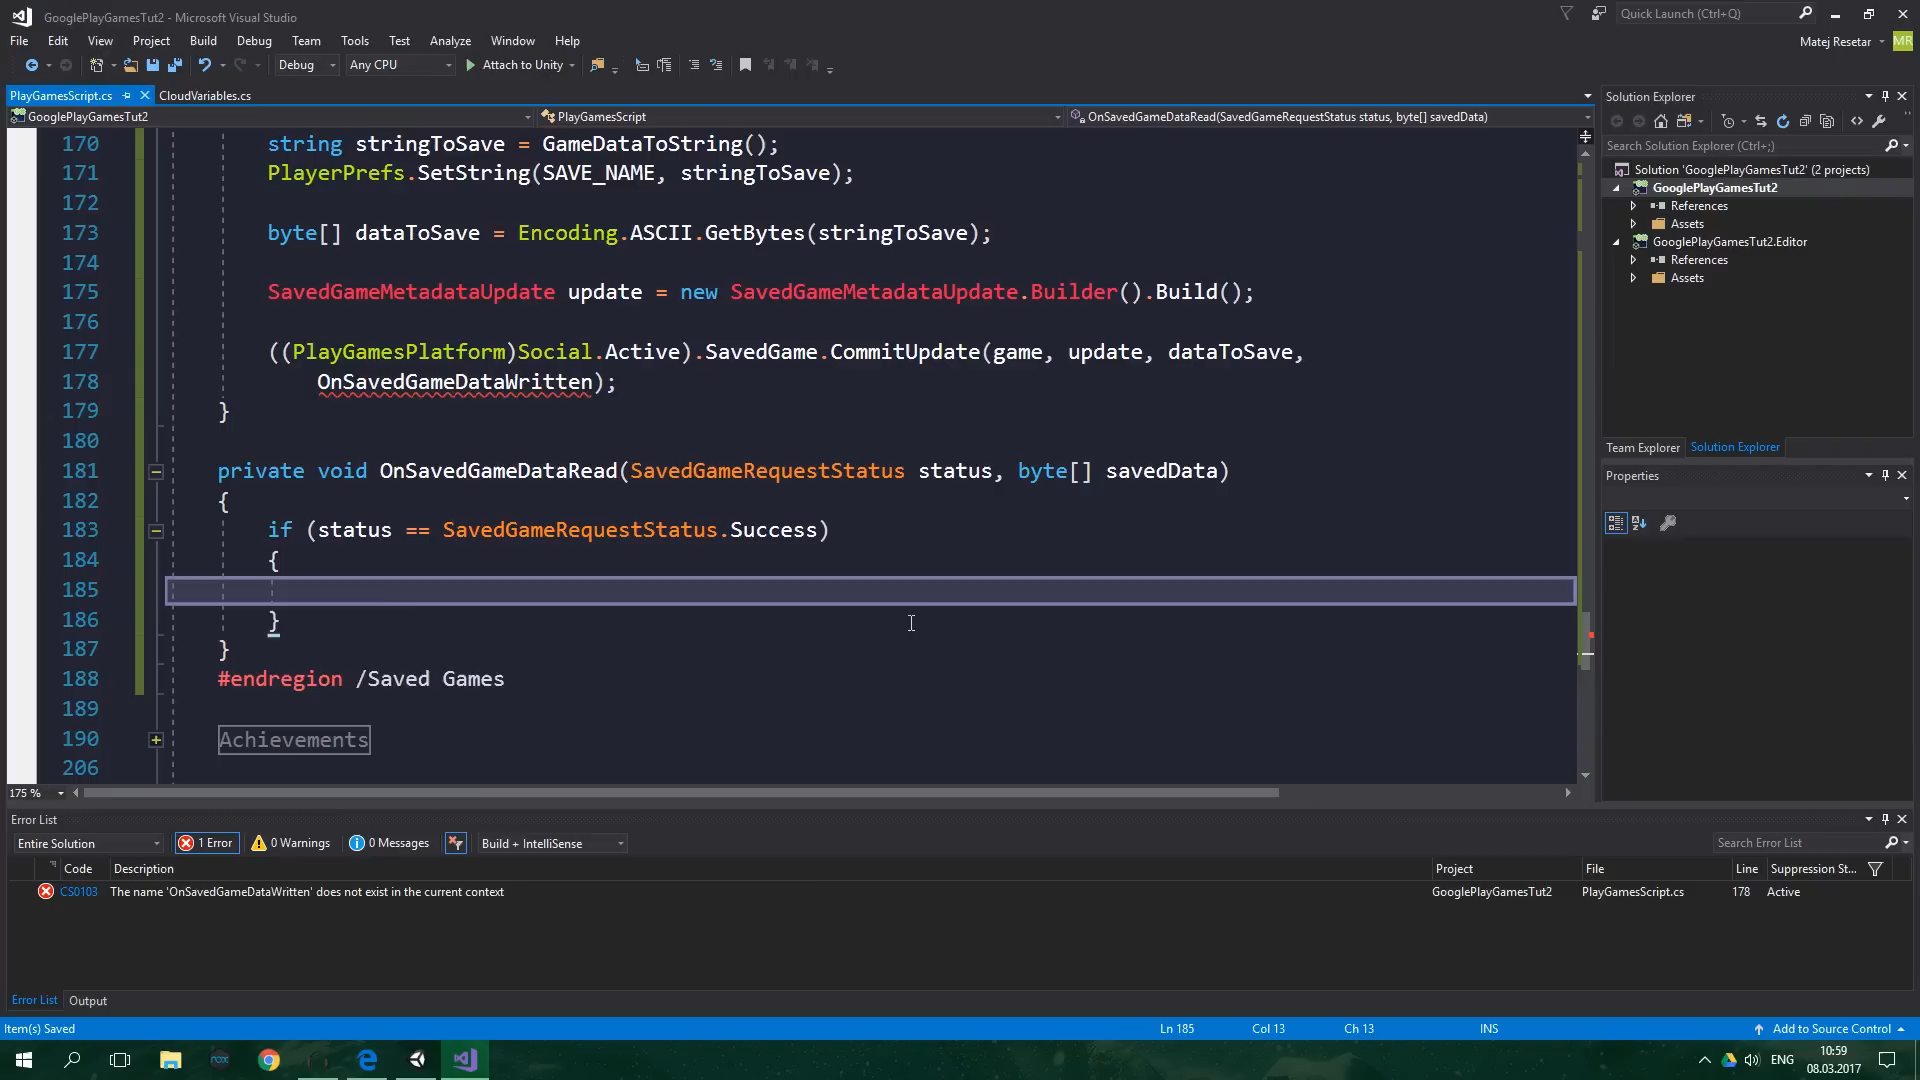 GooglePlayGamesTut2 - Microsoft Visual Studio
Quick Launch (Ctrl+Q)
File Edit View Project Build Debug Team Tools Test Analyze Window Help
Matej Resetar MR
Debug Any CPU Attach to Unity
PlayGamesScript.cs CloudVariables.cs
GooglePlayGamesTut2 PlayGamesScript OnSavedGameDataRead(SavedGameRequestStatus status, byte[] savedData)
170 string stringToSave = GameDataToString();
171 PlayerPrefs.SetString(SAVE_NAME, stringToSave);
172
173 byte[] dataToSave = Encoding.ASCII.GetBytes(stringToSave);
174
175 SavedGameMetadataUpdate update = new SavedGameMetadataUpdate.Builder().Build();
176
177 ((PlayGamesPlatform)Social.Active).SavedGame.CommitUpdate(game, update, dataToSave,
178 OnSavedGameDataWritten);
179 }
180
181 private void OnSavedGameDataRead(SavedGameRequestStatus status, byte[] savedData)
182 {
183 if (status == SavedGameRequestStatus.Success)
184 {
185
186 }
187 }
188 #endregion /Saved Games
189
190 Achievements
206
175 %
Solution Explorer
Search Solution Explorer (Ctrl+;)
Solution 'GooglePlayGamesTut2' (2 projects)
GooglePlayGamesTut2
References
Assets
GooglePlayGamesTut2.Editor
References
Assets
Team Explorer Solution Explorer
Properties
Error List
Entire Solution 1 Error 0 Warnings 0 Messages Build + IntelliSense Search Error List
Code Description Project File Line Suppression St...
CS0103 The name 'OnSavedGameDataWritten' does not exist in the current context GooglePlayGamesTut2 PlayGamesScript.cs 178 Active
Error List Output
Item(s) Saved Ln 185 Col 13 Ch 13 INS Add to Source Control
nox ENG 10:59
08.03.2017